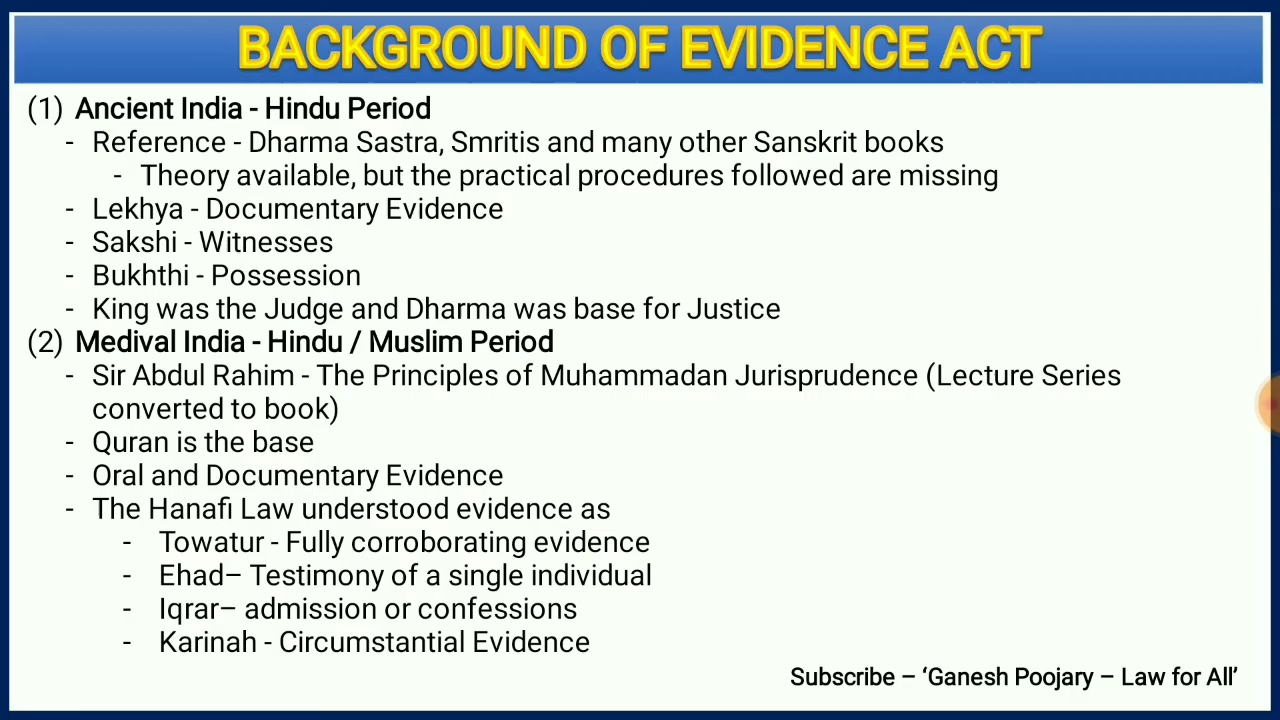 BACKGROUND OF EVIDENCE ACT
(1) Ancient India - Hindu Period
- Reference - Dharma Sastra, Smritis and many other Sanskrit books
- Theory available, but the practical procedures followed are missing
- Lekhya - Documentary Evidence
- Sakshi - Witnesses
- Bukhthi - Possession
- King was the Judge and Dharma was base for Justice
(2) Medival India - Hindu / Muslim Period
- Sir Abdul Rahim - The Principles of Muhammadan Jurisprudence (Lecture Series
converted to book)
- Quran is the base
- Oral and Documentary Evidence
- The Hanafi Law understood evidence as
- Towatur - Fully corroborating evidence
- Ehad– Testimony of a single individual
- Iqrar– admission or confessions
- Karinah - Circumstantial Evidence
Subscribe – ‘Ganesh Poojary – Law for All’